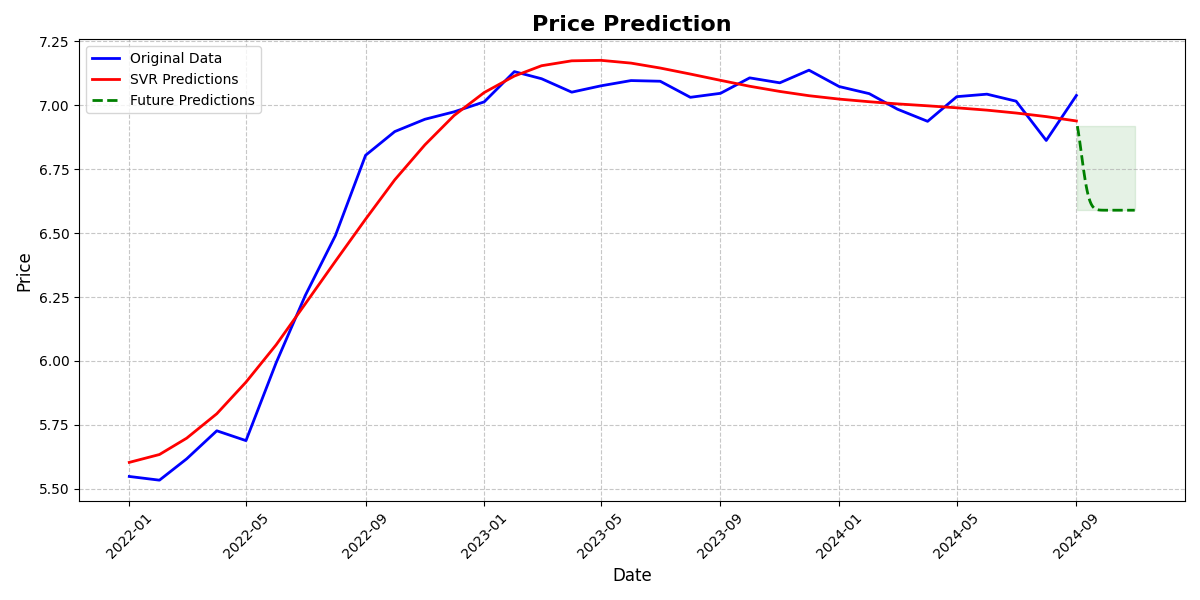 Price Prediction
Original Data
SVR Predictions
Future Predictions
7.25
7.00
6.75
6.50
6.25
6.00
5.75
5.50
Price
2022-01
2022-05
2022-09
2023-01
2023-05
2023-09
2024-01
2024-05
2024-09
Date